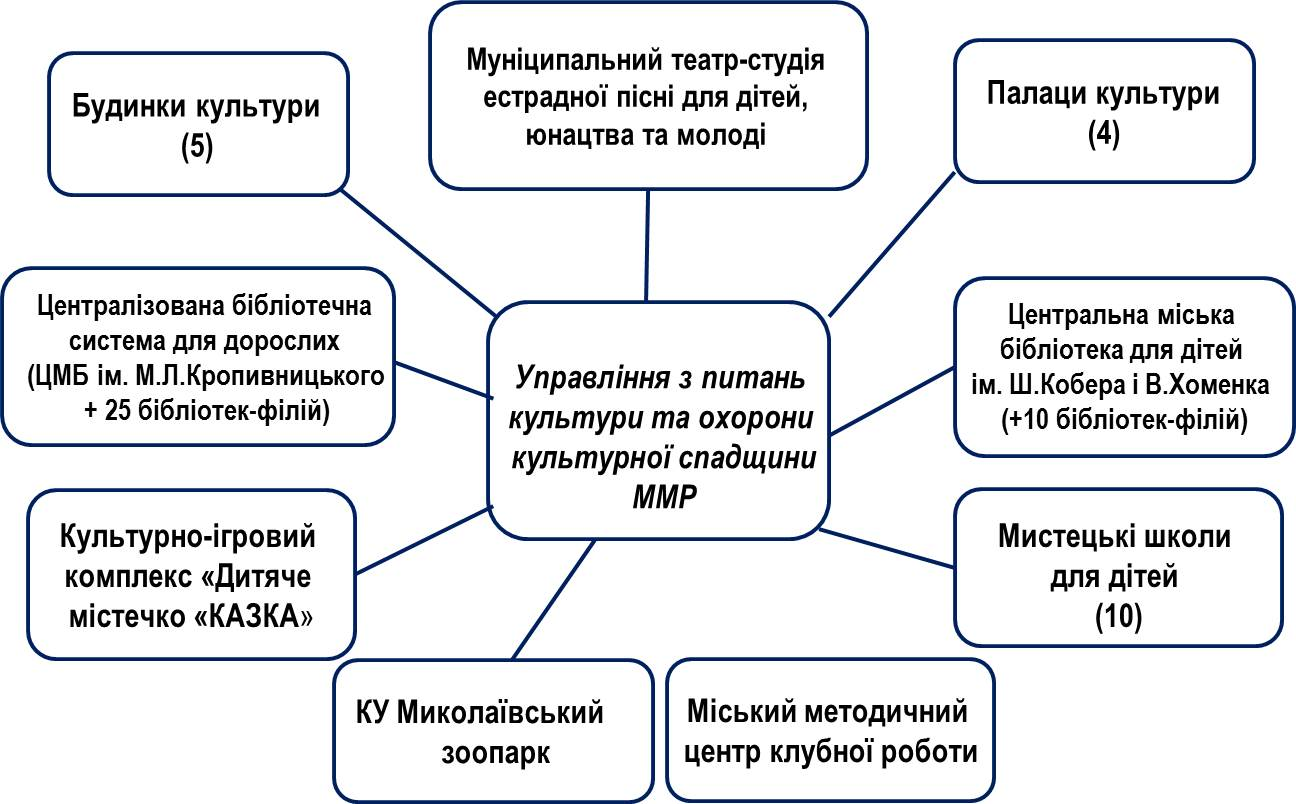 Муніципальний театр-студія
естрадної пісні для дітей,
юнацтва та молоді
Будинки культури
(5)
Палаци культури
(4)
Централізована бібліотечна
система для дорослих
(ЦМБ ім. М.Л.Кропивницького
+ 25 бібліотек-філій)
Центральна міська
бібліотека для дітей
ім. Ш.Кобера і В.Хоменка
(+10 бібліотек-філій)
Управління з питань
культури та охорони
культурної спадщини
ММР
Культурно-ігровий
комплекс «Дитяче
містечко «КАЗКА»
Мистецькі школи
для дітей
(10)
КУ Миколаївський
зоопарк
Міський методичний
центр клубної роботи